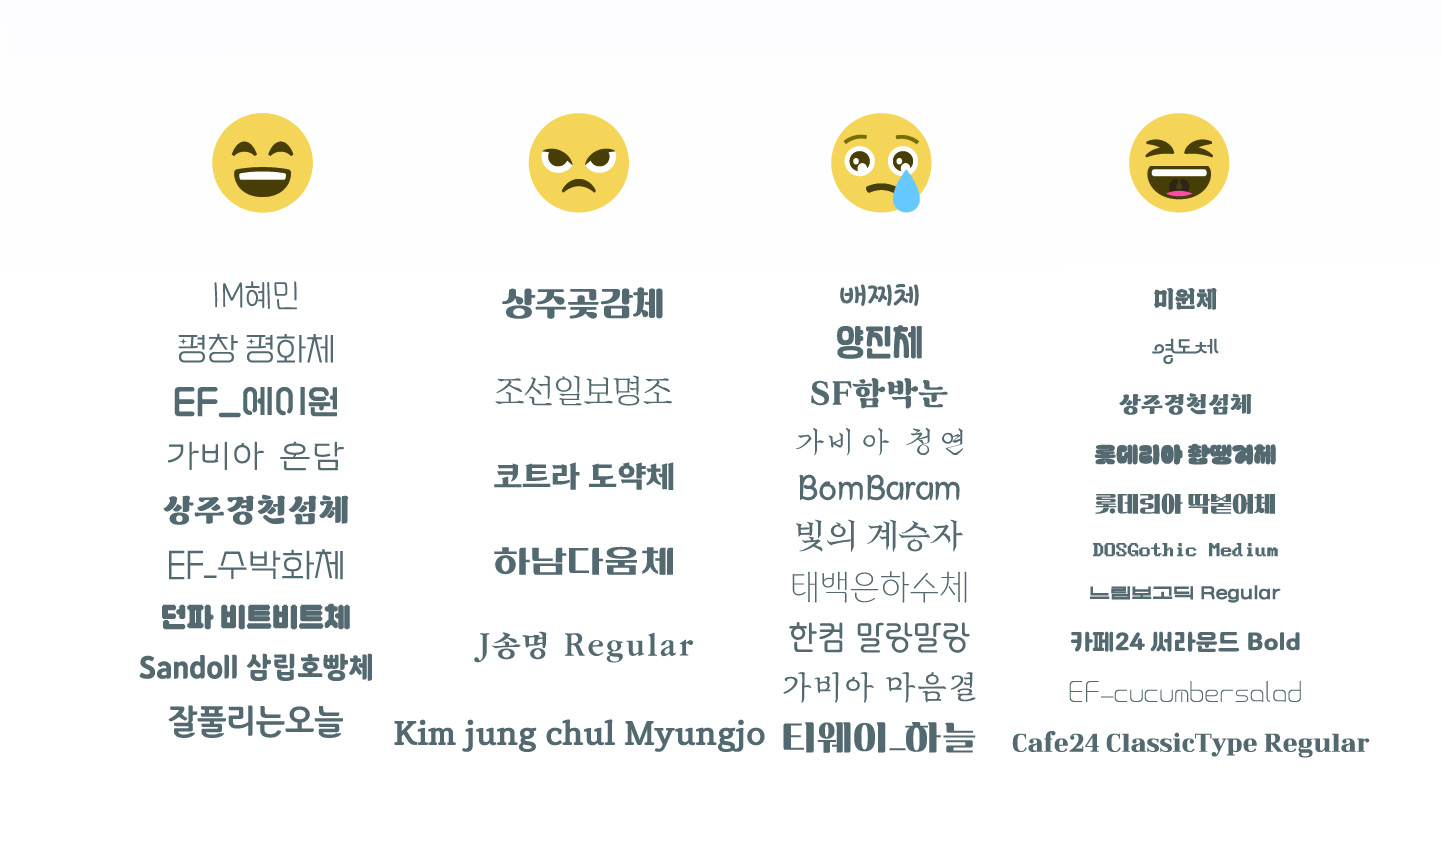 IM혜민
평창 평화체
EF_에이원
가비아 온담
상주경천섬체
EF_수박화체
던파 비트비트체
Sandoll 삼립호빵체
잘풀리는오늘
상주곶감체
조선일보명조
코트라 도약체
하남다움체
J송명 Regular
Kim jung chul Myungjo
배찌체
양진체
SF함박눈
가비아 청연
BomBaram
빛의 계승자
태백은하수체
한컴 말랑말랑
가비아 마음결
티웨이_하늘
미원체
영도체
상주경천섬체
롯데리아 촵땡겨체
롯데리아 딱붙어체
DOSGothic Medium
느림보고딕 Regular
카페24 써라운드 Bold
EF_cucumbersalad
Cafe24 ClassicType Regular